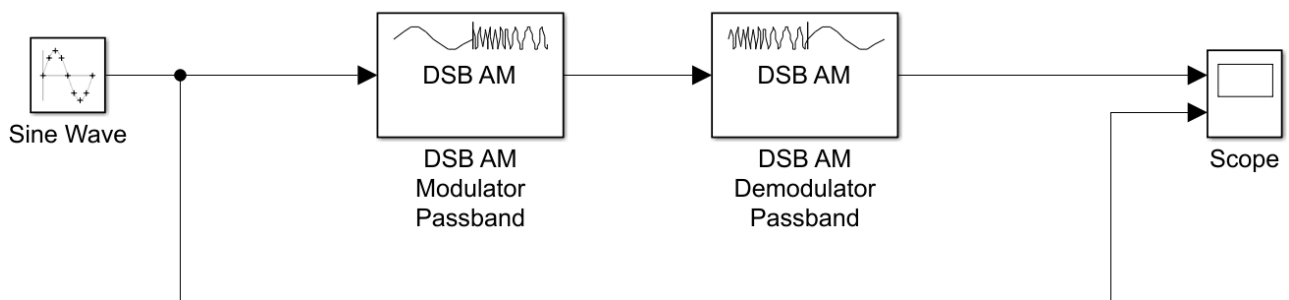 DSB AM
DSB AM
Sine Wave
DSB AM
Modulator
Passband
DSB AM
Demodulator
Passband
Scope